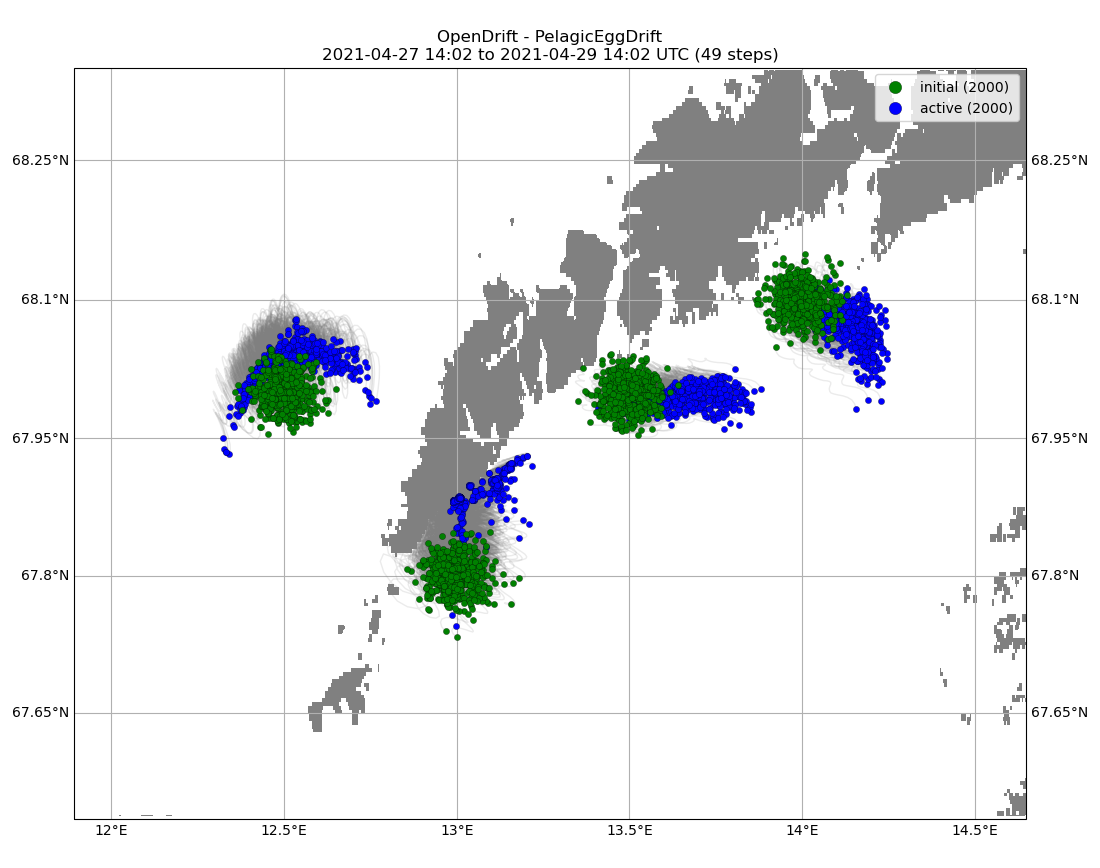 OpenDrift - PelagicEggDrift
2021-04-27 14:02 to 2021-04-29 14:02 UTC (49 steps)
initial (2000)
active (2000)
68.25°N
68.25°N
68.1°N
68.1°N
67.95°N
67.95°N
67.8°N
67.8°N
67.65°N
67.65°N
12°E
12.5°E
13°E
13.5°E
14°E
14.5°E